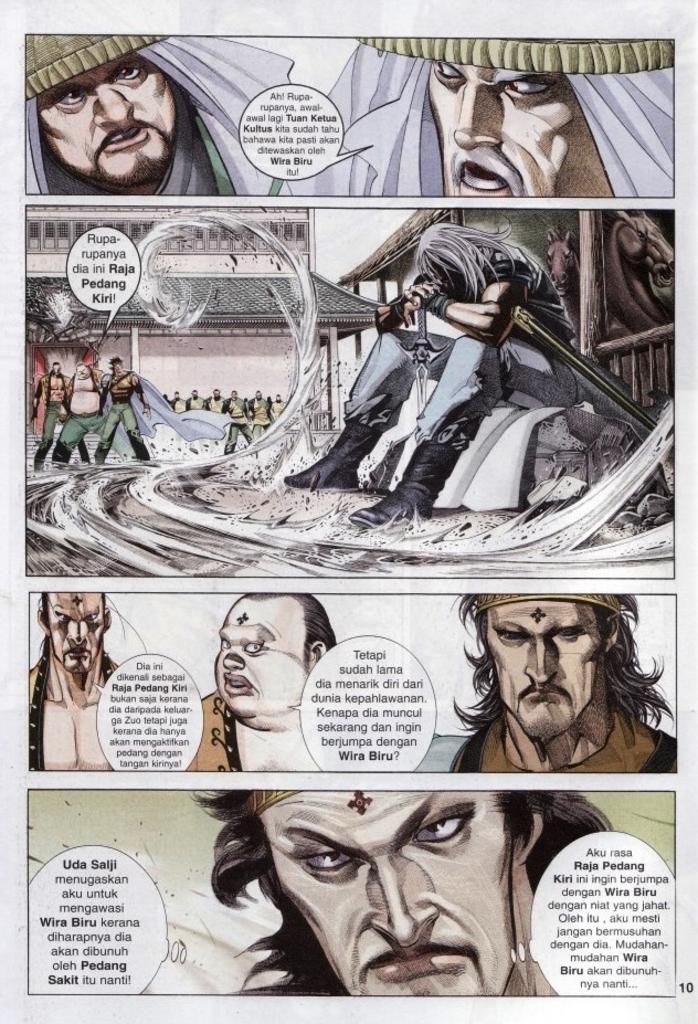 Ah! Rupa-
rupanya, awal-
awal lagi Tuan Ketua
Kultus kita sudah tahu
bahawa kita pasti akan
ditewaskan oleh
Wira Biru
itu!
Rupa-
rupanya
dia ini Raja
Pedang
Kiri!
Dia ini
dikenali sebagai
Raja Pedang Kiri
bukan saja kerana
dia daripada keluar-
ga Zuo tetapi juga
kerana dia hanya
akan mengaktifkan
pedang dengan
tangan kirinya!
Tetapi
sudah lama
dia menarik diri dari
dunia kepahlawanan.
Kenapa dia muncul
sekarang dan ingin
berjumpa dengan
Wira Biru?
Uda Salji
menugaskan
aku untuk
mengawasi
Wira Biru kerana
diharapnya dia
akan dibunuh
oleh Pedang
Sakit itu nanti!
Aku rasa
Raja Pedang
Kiri ini ingin berjumpa
dengan Wira Biru
dengan niat yang jahat.
Oleh itu , aku mesti
jangan bermusuhan
dengan dia. Mudahan-
mudahan Wira
Biru akan dibunuh-
nya nanti...
10